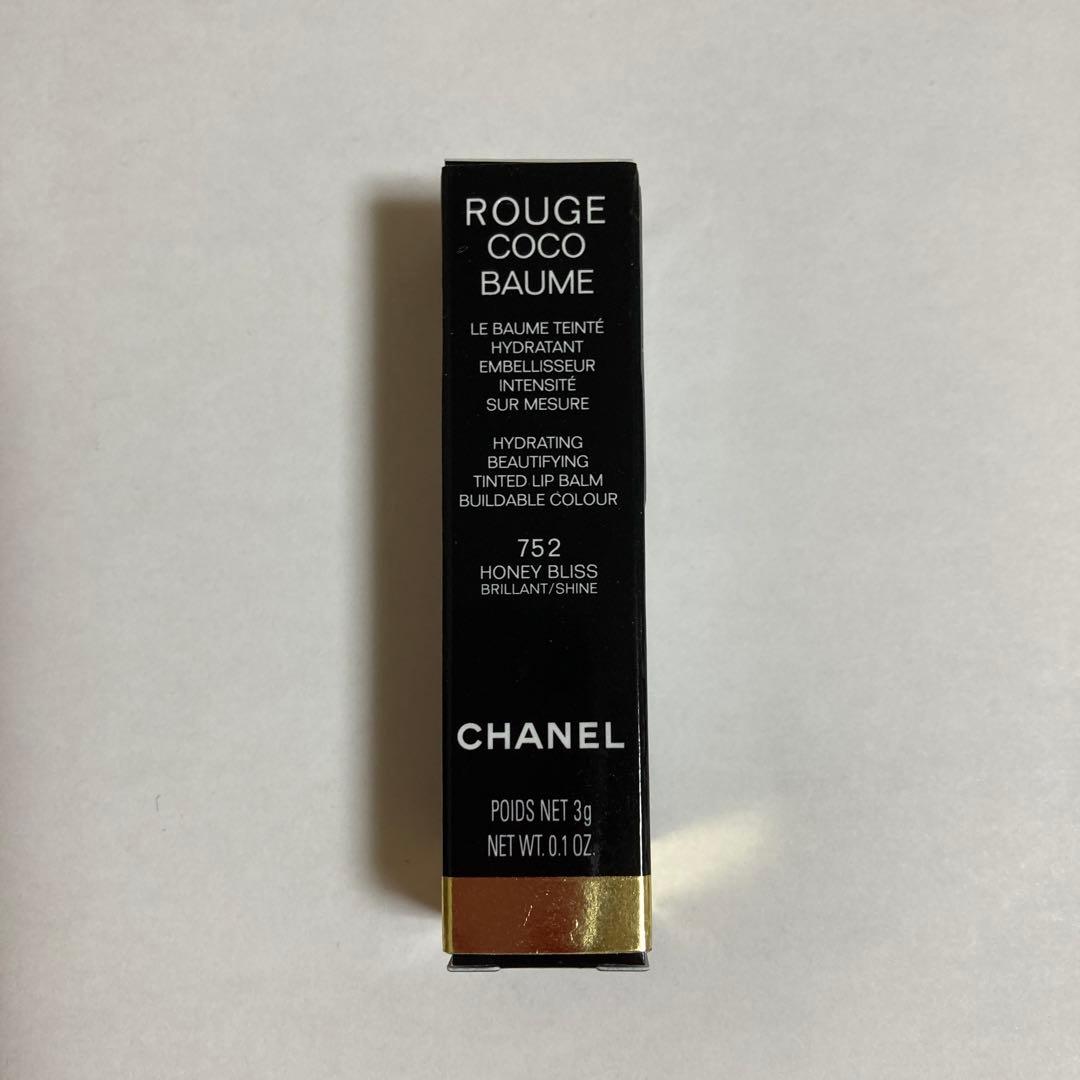 ROUGE
COCO
BAUME
LE BAUME TEINTÉ
HYDRATANT
EMBELLISSEUR
INTENSITÉ
SUR MESURE
HYDRATING
BEAUTIFYING
TINTED LIP BALM
BUILDABLE COLOUR
752
HONEY BLISS
BRILLANT/SHINE
CHANEL
POIDS NET 3g
NET WT. 0.1 OZ.